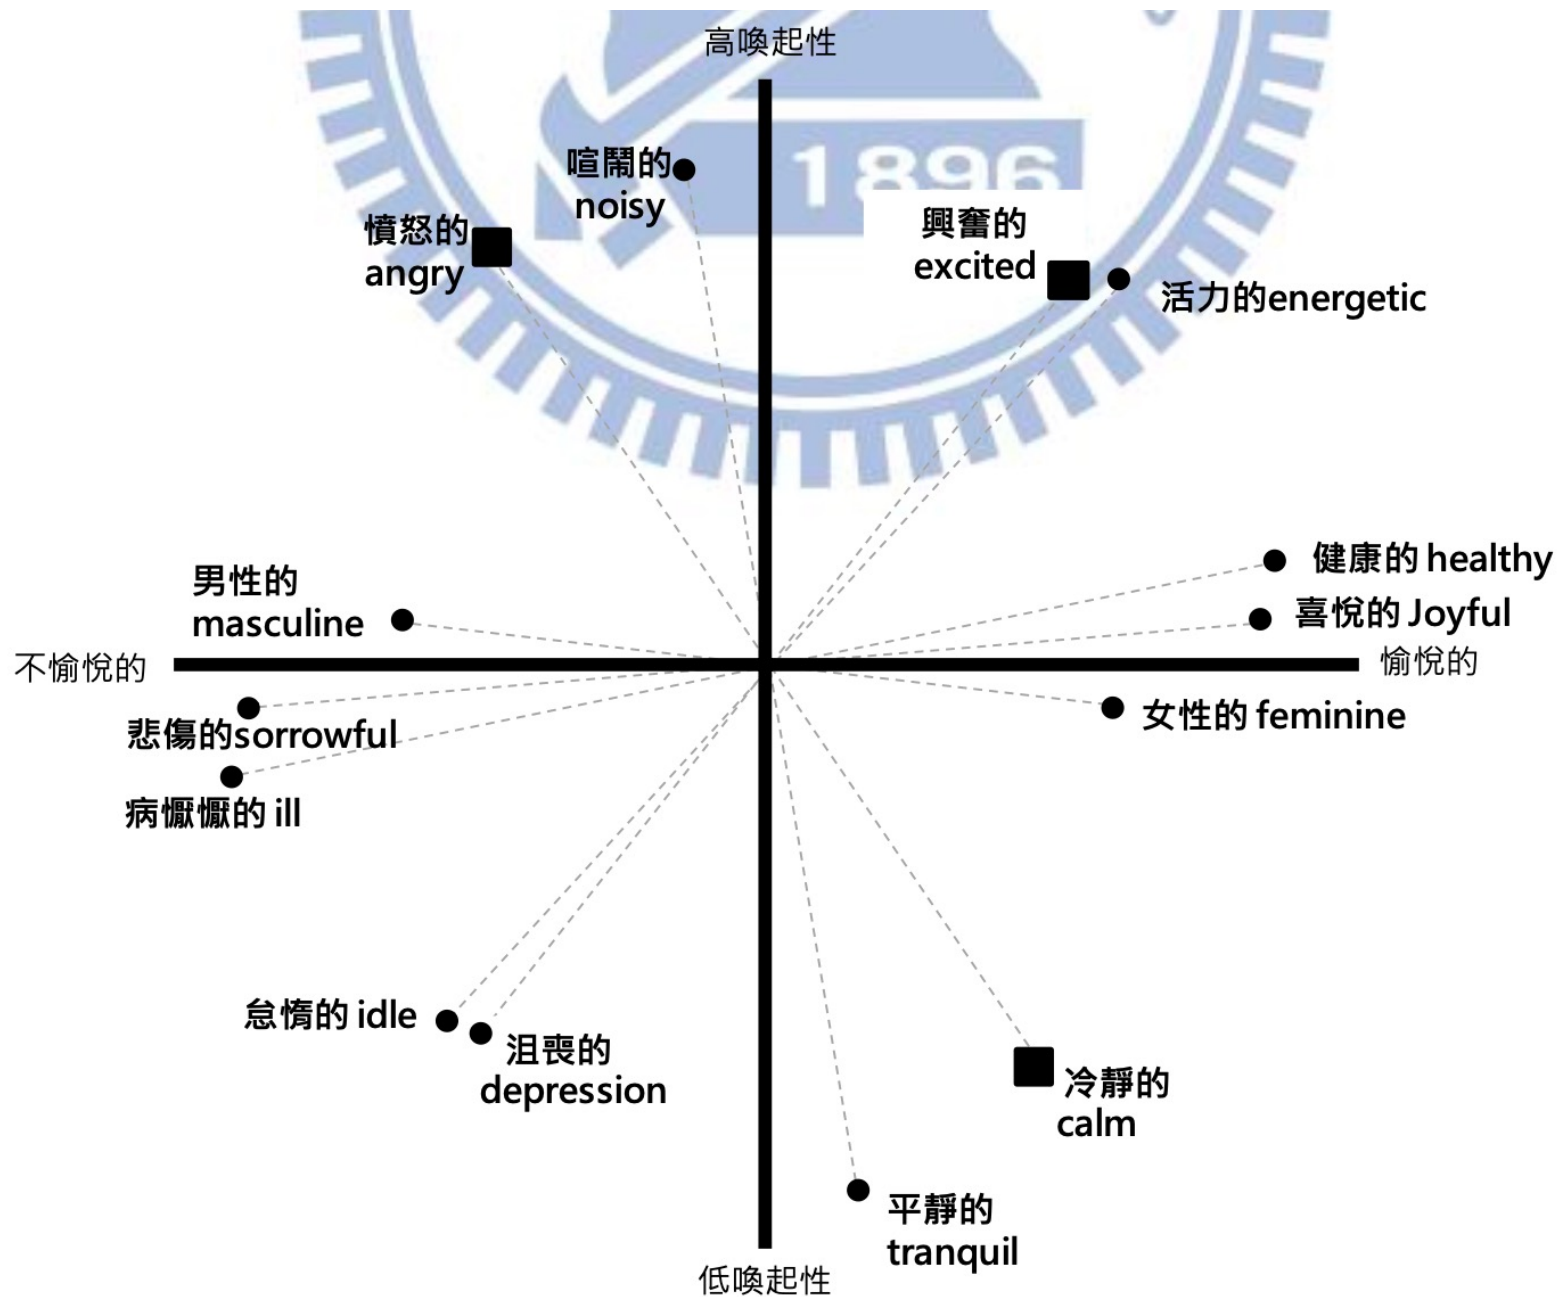 高喚起性
1896
喧鬧的
noisy
憤怒的
angry
興奮的
excited
活力的energetic
男性的
masculine
健康的 healthy
喜悅的 Joyful
不愉悅的
愉悅的
悲傷的sorrowful
女性的 feminine
病懨懨的 ill
怠惰的 idle
沮喪的
depression
冷靜的
calm
平靜的
tranquil
低喚起性